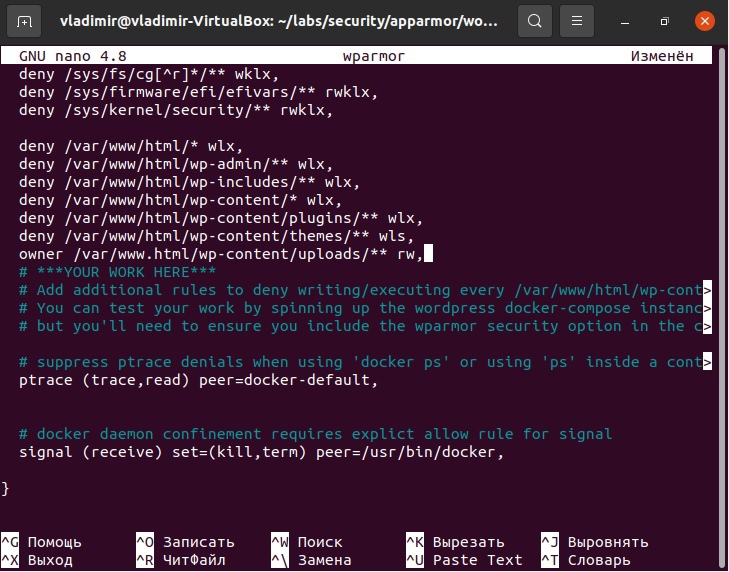 vladimir@vladimir-VirtualBox: ~/labs/security/apparmor/wo...
GNU nano 4.8 wparmor Изменён
deny /sys/fs/cg[^r]*/** wklx,
deny /sys/firmware/efi/efivars/** rwklx,
deny /sys/kernel/security/** rwklx,
deny /var/www/html/* wlx,
deny /var/www/html/wp-admin/** wlx,
deny /var/www/html/wp-includes/** wlx,
deny /var/www/html/wp-content/* wlx,
deny /var/www/html/wp-content/plugins/** wlx,
deny /var/www/html/wp-content/themes/** wls,
owner /var/www.html/wp-content/uploads/** rw,
# ***YOUR WORK HERE***
# Add additional rules to deny writing/executing every /var/www/html/wp-cont>
# You can test your work by spinning up the wordpress docker-compose instanc>
# but you'll need to ensure you include the wparmor security option in the c>
# suppress ptrace denials when using 'docker ps' or using 'ps' inside a cont>
ptrace (trace,read) peer=docker-default,
# docker daemon confinement requires explict allow rule for signal
signal (receive) set=(kill,term) peer=/usr/bin/docker,
}
^G Помощь ^O Записать ^W Поиск ^K Вырезать ^J Выровнять
^X Выход ^R ЧитФайл ^\ Замена ^U Paste Text ^T Словарь